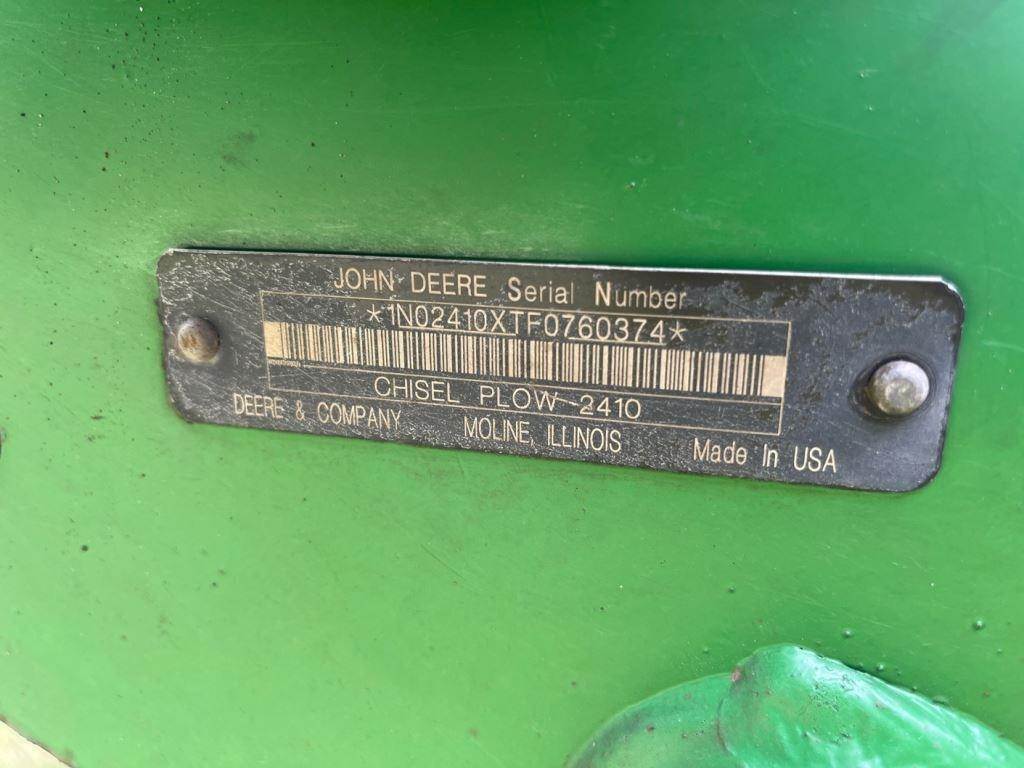 JOHN DEERE Serial Number
*1N02410XTF0760374*
CHISEL PLOW 2410
DEERE & COMPANY MOLINE, ILLINOIS Made In USA